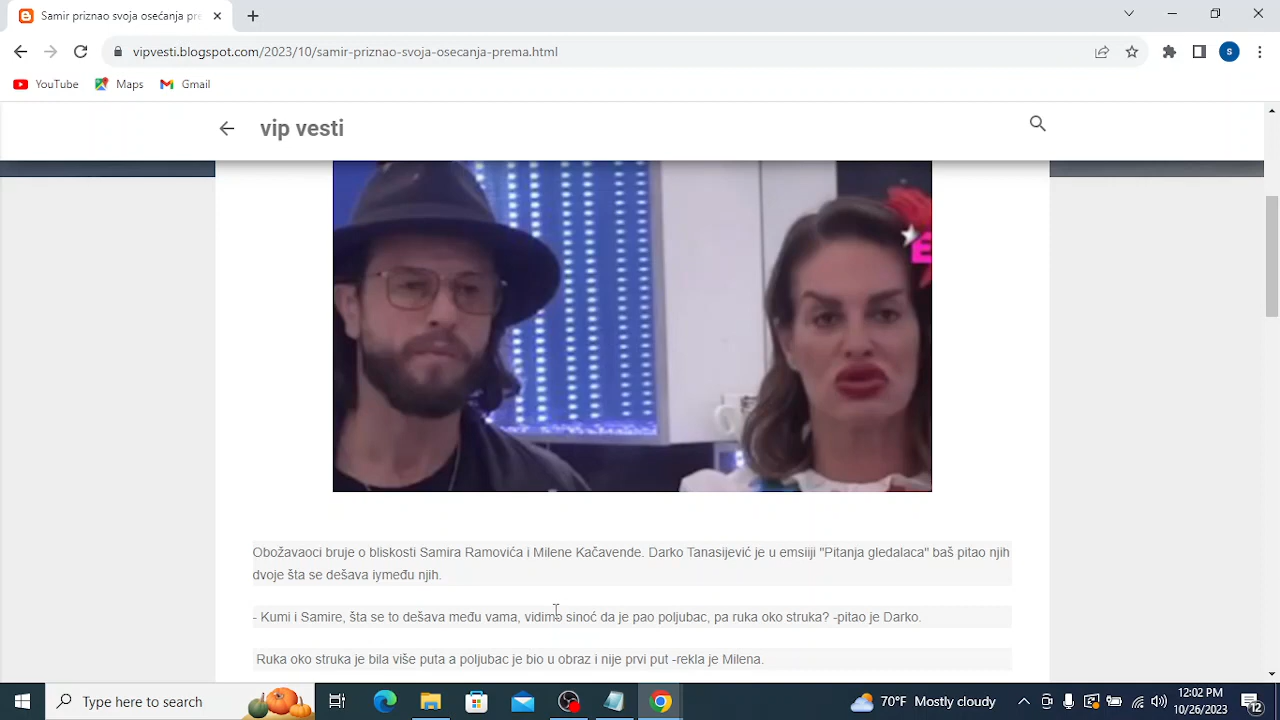 Samir priznao svoja osećanja pre
vipvesti.blogspot.com/2023/10/samir-priznao-svoja-osecanja-prema.html
S
YouTube
Maps
Gmail
vip vesti
Obožavaoci bruje o bliskosti Samira Ramovića i Milene Kačavende. Darko Tanasijević je u emsiiji "Pitanja gledalaca" baš pitao njih
dvoje šta se dešava iymeđu njih.
- Kumi i Samire, šta se to dešava među vama, vidimo sinoć da je pao poljubac, pa ruka oko struka? -pitao je Darko.
Ruka oko struka je bila više puta a poljubac je bio u obraz i nije prvi put -rekla je Milena.
Type here to search
70°F Mostly cloudy
12:02 PM
10/26/2023
12